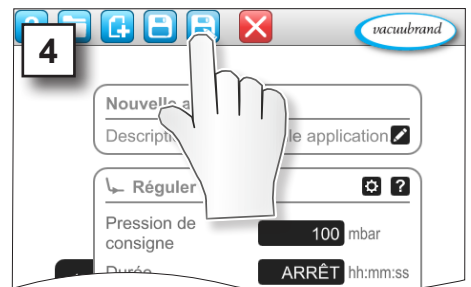 4
vacuubrand
Nouvelle a
Descripti le application
Réguler
?
Pression de
consigne
100 mbar
Durée
ARRÊT hh:mm:ss